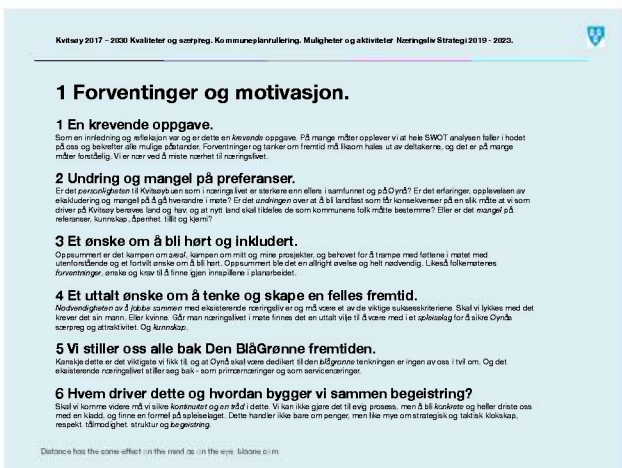 Kvitsøy 2017 – 2030 Kvaliteter og særpreg. Kommuneplanrullering. Muligheter og aktiviteter Næringsliv Strategi 2019 - 2023.
1 Forventinger og motivasjon.
1 En krevende oppgave.
Som en innledning og refleksjon var og er dette en krevende oppgave. På mange måter opplever vi at hele SWOT analysen faller i hodet
på oss og bekrefter alle mulige påstander. Forventninger og tanker om fremtid må liksom hales ut av deltakerne, og det er på mange
måter forståelig. Vi er nær ved å miste nærhet til næringslivet.
2 Undring og mangel på preferanser.
Er det personligheten til Kvitsøybuen som i næringslivet er sterkere enn ellers i samfunnet og på Oynå? Er det erfaringer, opplevelsen av
ekskludering og mangel på å gå hverandre i møte? Er det undringen over at å bli landfast som får konsekvenser på en slik måte at vi som
driver på Kvitsøy berøves land og hav, og at nytt land skal tildeles de som kommunens folk måtte bestemme? Eller er det mangel på
referanser, kunnskap, åpenhet, tillit og kjemi?
3 Et ønske om å bli hørt og inkludert.
Oppsummert er det kampen om areal, kampen om mitt og mine prosjekter, og behovet for å trampe med føttene i møtet med
utenforstående og et fortvilt ønske om å bli hørt. Oppsummert ble det en allright øvelse og helt nødvendig. Likeså folkemøtenes
forventninger, ønske og krav til å finne igjen innspillene i planarbeidet.
4 Et uttalt ønske om å tenke og skape en felles fremtid.
Nødvendigheten av å jobbe sammen med eksisterende næringsliv er og må være et av de viktige suksesskriteriene. Skal vi lykkes med det
krever det sin mann. Eller kvinne. Går man næringslivet i møte finnes det en uttalt vilje til å være med i et spleiselag for å sikre Oynås
særpreg og attraktivitet. Og kunnskap.
5 Vi stiller oss alle bak Den BlåGrønne fremtiden.
Kanskje dette er det viktigste vi fikk til, og at Oynå skal være dedikert til den blågrønne tenkningen er ingen av oss i tvil om. Og det
eksisterende næringslivet stiller seg bak - som primærnæringer og som servicenæringer.
6 Hvem driver dette og hvordan bygger vi sammen begeistring?
Skal vi komme videre må vi sikre kontinuitet og en tråd i dette. Vi kan ikke gjøre det til evig prosess, men å bli konkrete og heller driste oss
med en kladd, og finne en formel på spleiselaget. Dette handler ikke bare om penger, men like mye om strategisk og taktisk klokskap,
respekt, tålmodighet, struktur og begeistring.
Distance has the same effect on the mind as on the eye. blaane.com